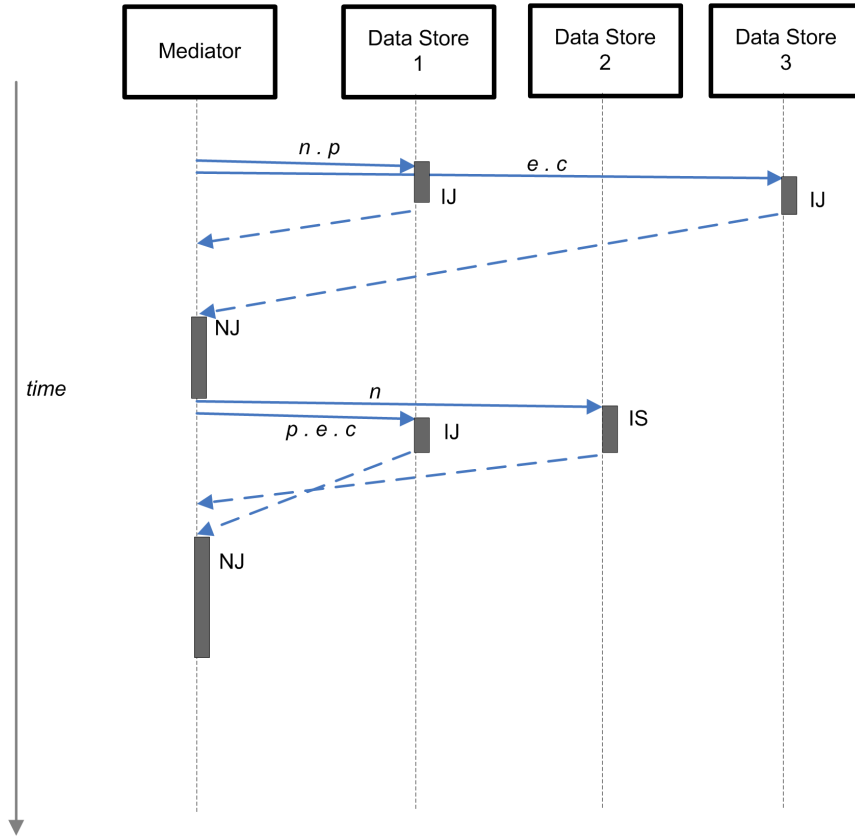 Mediator
Data Store
1
Data Store
2
Data Store
3
n . p
e . c
IJ
IJ
NJ
time
n
p . e . c
IJ
IS
NJ